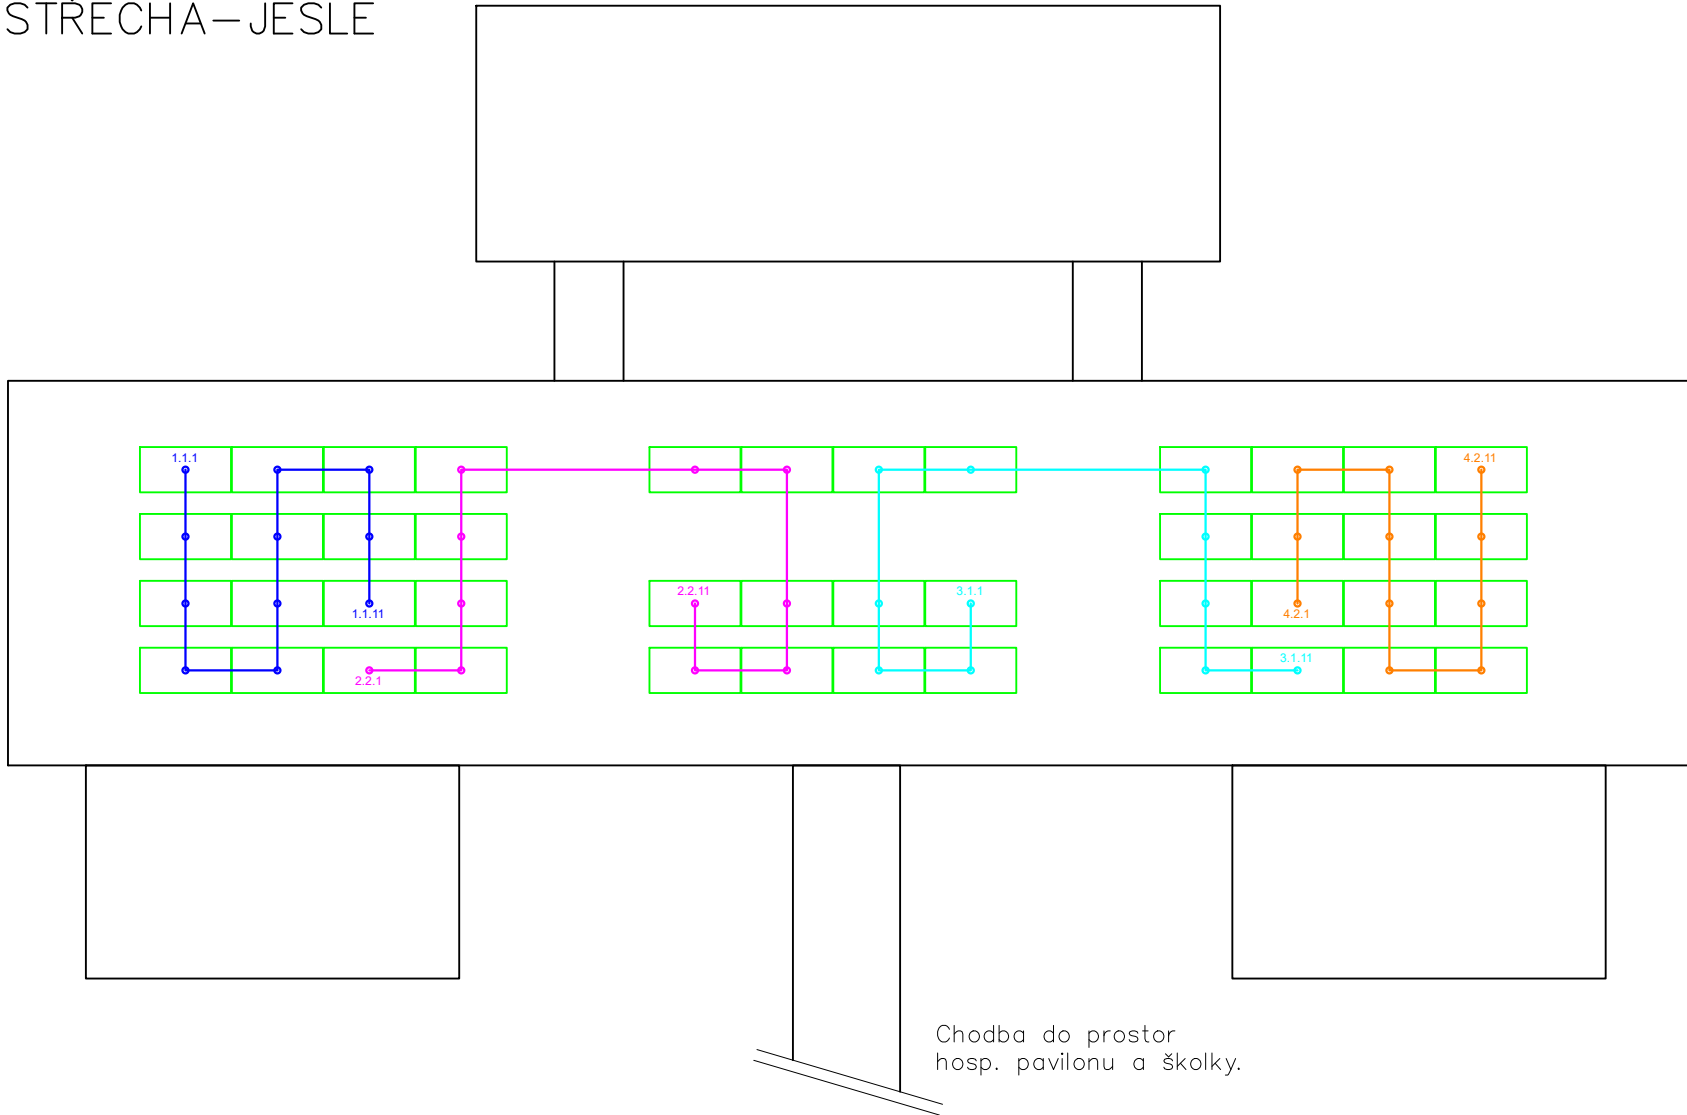 STŘECHA-JESLE
1.1.1
4.2.11
2.2.11
3.1.1
1.1.11
4.2.1
3.1.11
2.2.1
Chodba do prostor
hosp. pavilonu a školky.